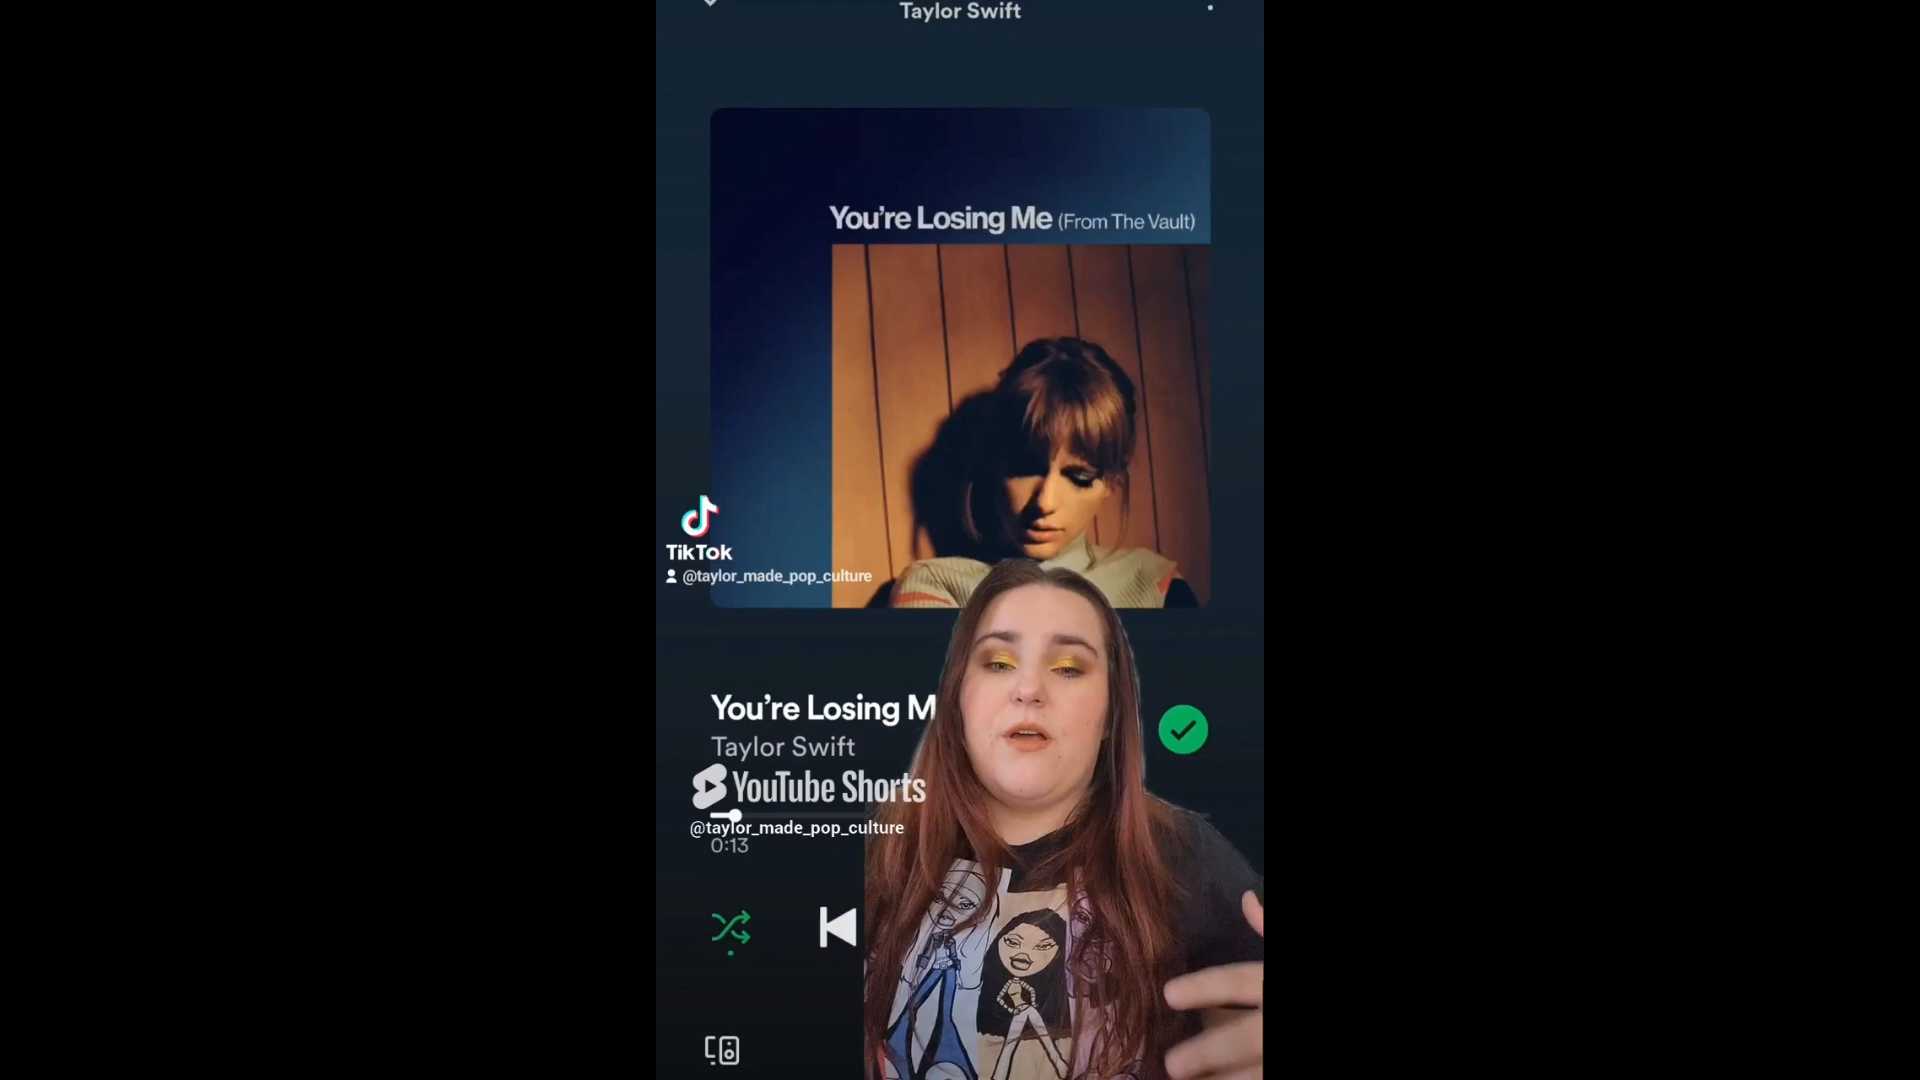 Taylor Swift
You're Losing Me (From The Vault)
TikTok
@taylor_made_pop_culture
You're Losing M
Taylor Swift
YouTube Shorts
@taylor_made_pop_culture
0:13